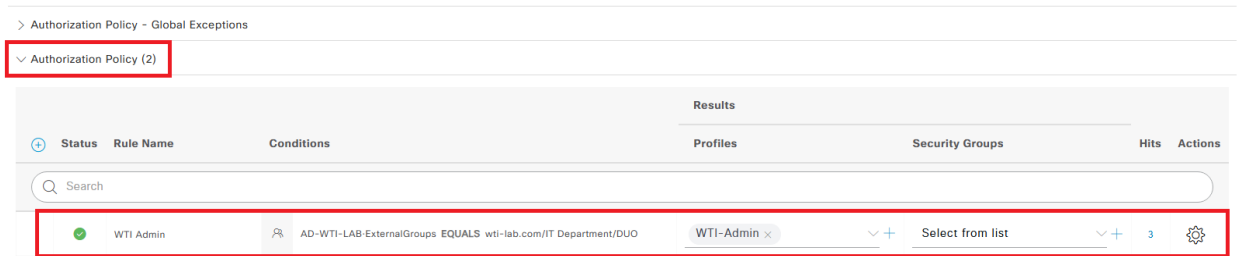 Authorization Policy - Global Exceptions
Authorization Policy (2)
Results
Status Rule Name Conditions Profiles Security Groups Hits Actions
Search
WTI Admin AD-WTI-LAB·ExternalGroups EQUALS wti-lab.com/IT Department/DUO WTI-Admin × Select from list 3